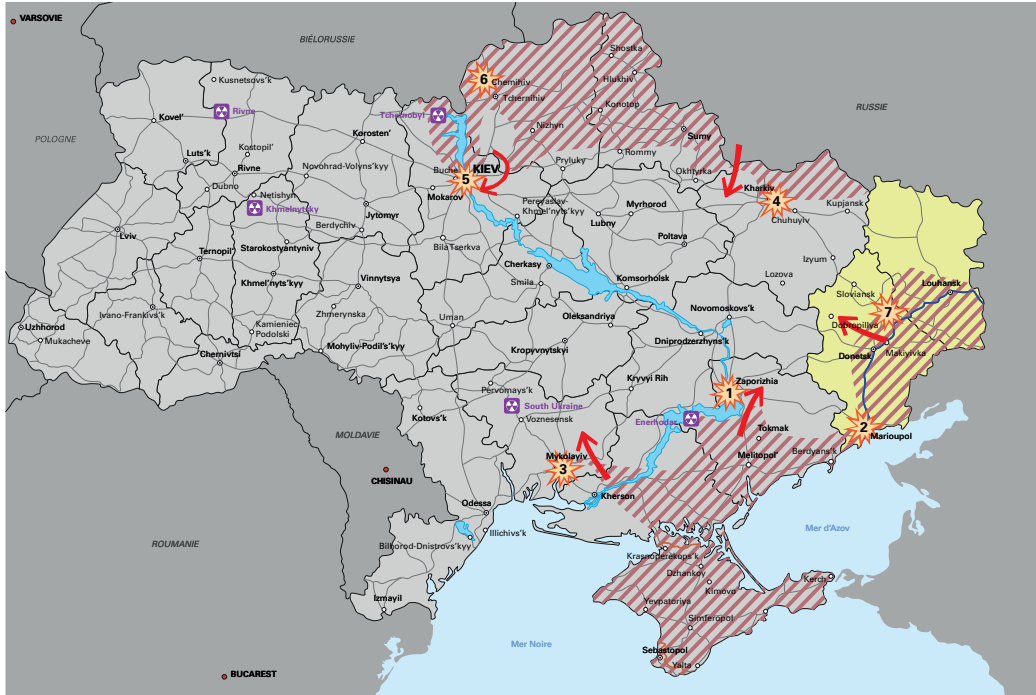 VARSOVIE
BIÉLORUSSIE
Shostka
Kusnetsovs'k
6
Chernihiv
Hlukhiv
Tchernihiv
Konotop
RUSSIE
Rivne
Tchernobyl
Kovel'
Nizhyn
Sumy
POLOGNE
Korosten'
Kostopil'
Luts'k
Rommy
Pryluky
Novohrad-Volyns'kyy
Rivne
Buche
KIEV
Okhtyrka
5
Dubno
Netishyn
Makarov
Kharkiv
4
Khmelnytsky
Jytomyr
Pereyaslav-
Khmel'nyts'kyy
Myrhorod
Kupjansk
Chuhuyiv
Lubny
Berdychiv
Lviv
Poltava
Starokostyantyniv
Bila Tserkva
Ternopil'
Izyum
Cherkasy
Lozova
Khmel'nyts'kyy
Vinnytsya
Smila
Komsorholsk
Louhansk
Sloviansk
Ivano-Frankivs'k
Zhmerynska
Novomoskovs'k
7
Uman
Oleksandriya
Dobropillya
Uzhhorod
Kamieniec
Podolski
Mukacheve
Dniprodzerzhyns'k
Makiyivka
Mohyliv-Podil's'kyy
Kropyvnytskyi
Donetsk
Chernivtsi
Kryvyi Rih
Zaporizhia
Pervomays'k
1
South Ukraine
Kotovs'k
Voznesensk
Enerhodar
2
Marioupol
MOLDAVIE
Tokmak
Berdyans'k
Mykolayiv
Melitopol'
3
CHISINAU
Kherson
Odessa
Mer d'Azov
Illichivs'k
ROUMANIE
Bilhorod-Dnistrovs'kyy
Krasnoperekops'k
Dzhankoy
Kerch
Kimovo
Izmayil
Yevpatoriya
Simferopol
Mer Noire
Sebastopol
Yalta
BUCAREST